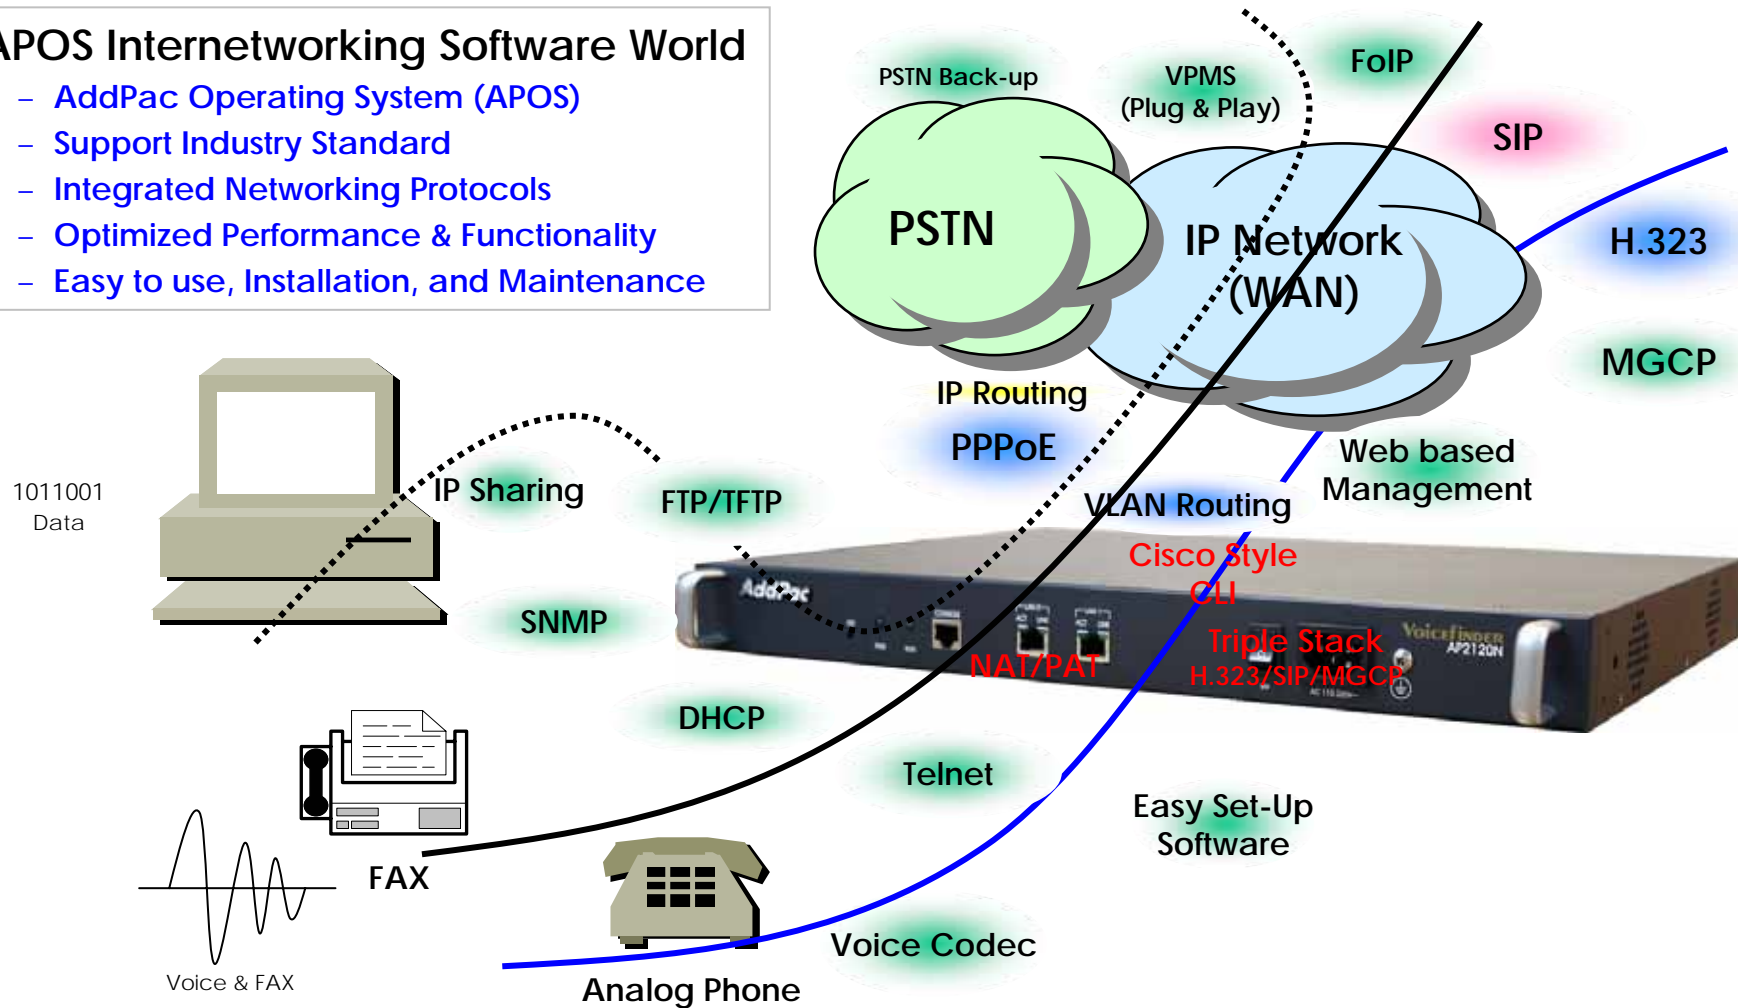 APOS Internetworking Software World
– AddPac Operating System (APOS)
– Support Industry Standard
– Integrated Networking Protocols
– Optimized Performance & Functionality
– Easy to use, Installation, and Maintenance
PSTN Back-up
VPMS
(Plug & Play)
FoIP
SIP
PSTN
IP Network
(WAN)
H.323
MGCP
IP Routing
PPPoE
Web based
Management
1011001
Data
IP Sharing
FTP/TFTP
VLAN Routing
Cisco Style
CLI
AddPac
SNMP
NAT/PAT
Triple Stack
H.323/SIP/MGCP
VOICEFINDER
AP2120N
DHCP
Telnet
Easy Set-Up
Software
FAX
Voice & FAX
Voice Codec
Analog Phone